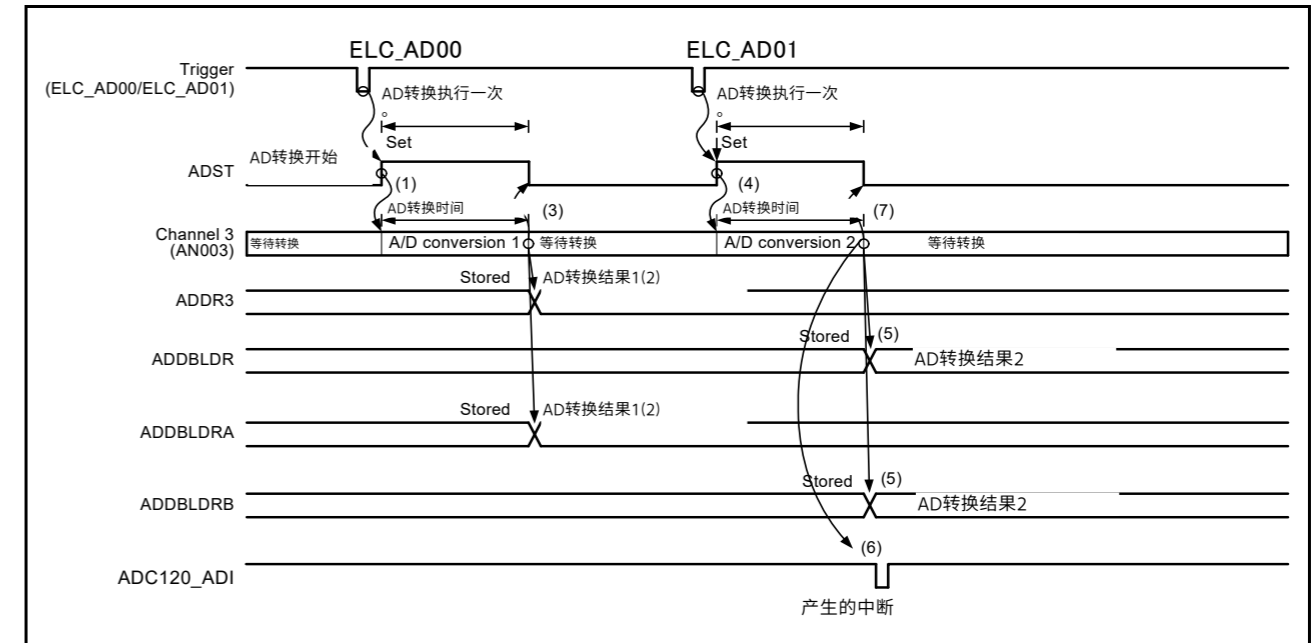 ELC_AD00 ELC_AD01
Trigger
(ELC_AD00/ELC_AD01)
AD转换执行一次
。
AD转换执行一次
。
Set Set
ADST AD转换开始
(1) (4)
AD转换时间 (3) AD转换时间 (7)
Channel 3
(AN003)
等待转换 A/D conversion 1 等待转换 A/D conversion 2 等待转换
Stored AD转换结果1(2)
ADDR3
Stored (5)
ADDBLDR AD转换结果2
Stored AD转换结果1(2)
ADDBLDRA
Stored (5)
ADDBLDRB AD转换结果2
(6)
ADC120_ADI
产生的中断